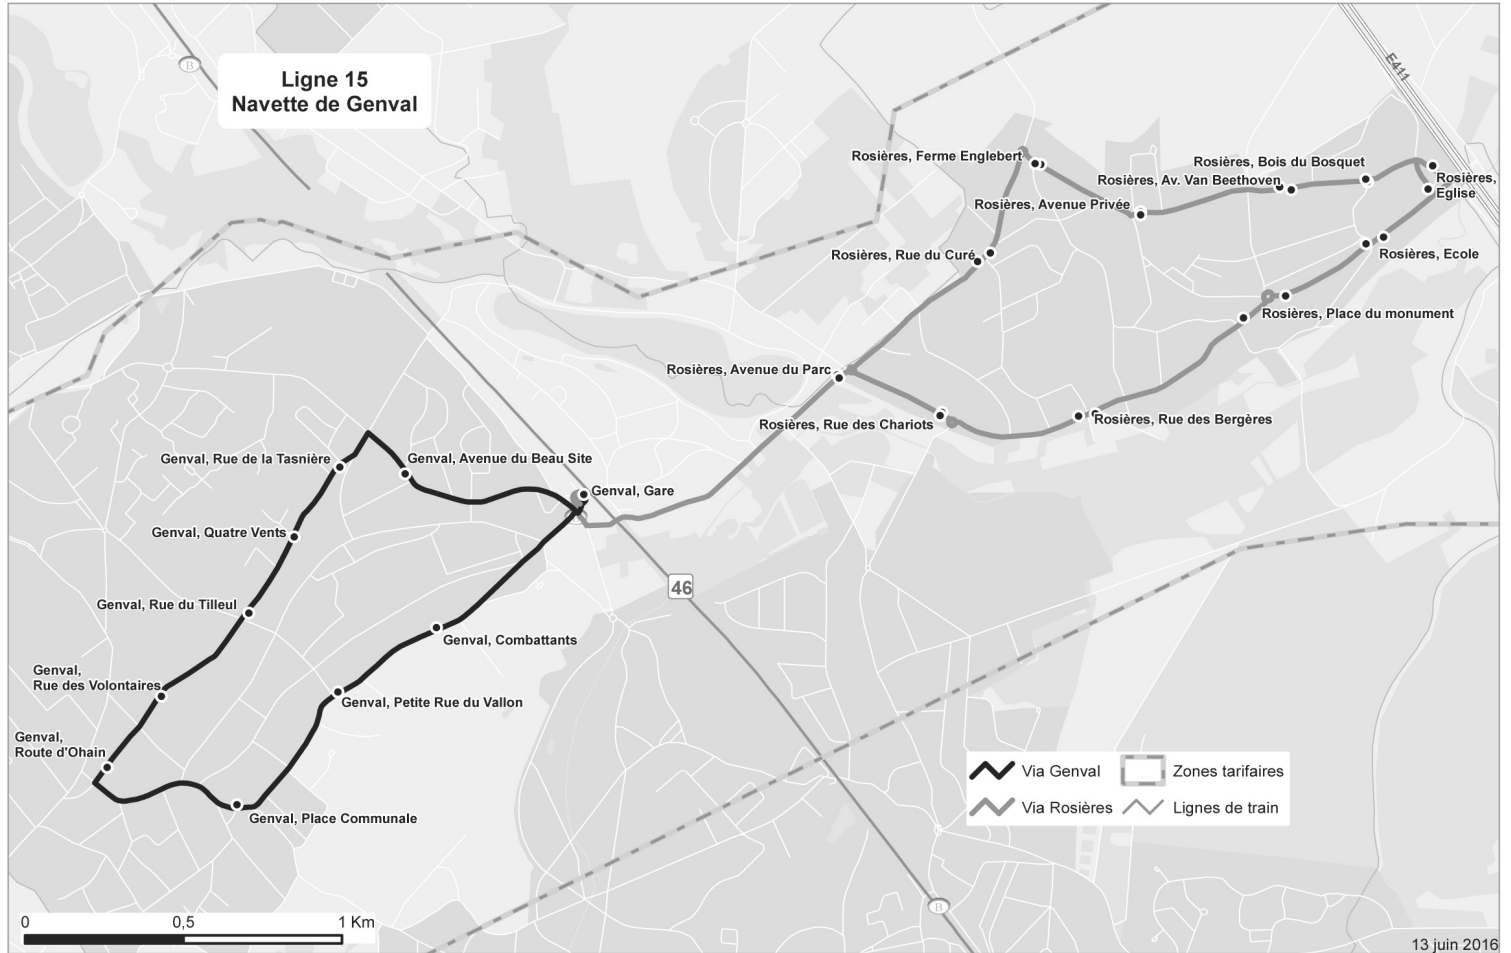 Ligne 15
Navette de Genval
B
E411
Rosières, Ferme Englebert
Rosières, Bois du Bosquet
Rosières, Av. Van Beethoven
Rosières,
Eglise
Rosières, Avenue Privée
Rosières, Rue du Curé
Rosières, Ecole
Rosières, Place du monument
Rosières, Avenue du Parc
Rosières, Rue des Chariots
Rosières, Rue des Bergères
Genval, Rue de la Tasnière
Genval, Avenue du Beau Site
Genval, Gare
Genval, Quatre Vents
46
Genval, Rue du Tilleul
Genval, Combattants
Genval,
Rue des Volontaires
Genval, Petite Rue du Vallon
Genval,
Route d'Ohain
Genval, Place Communale
Via Genval
Zones tarifaires
Via Rosières
Lignes de train
B
0 0,5 1 Km
13 juin 2016